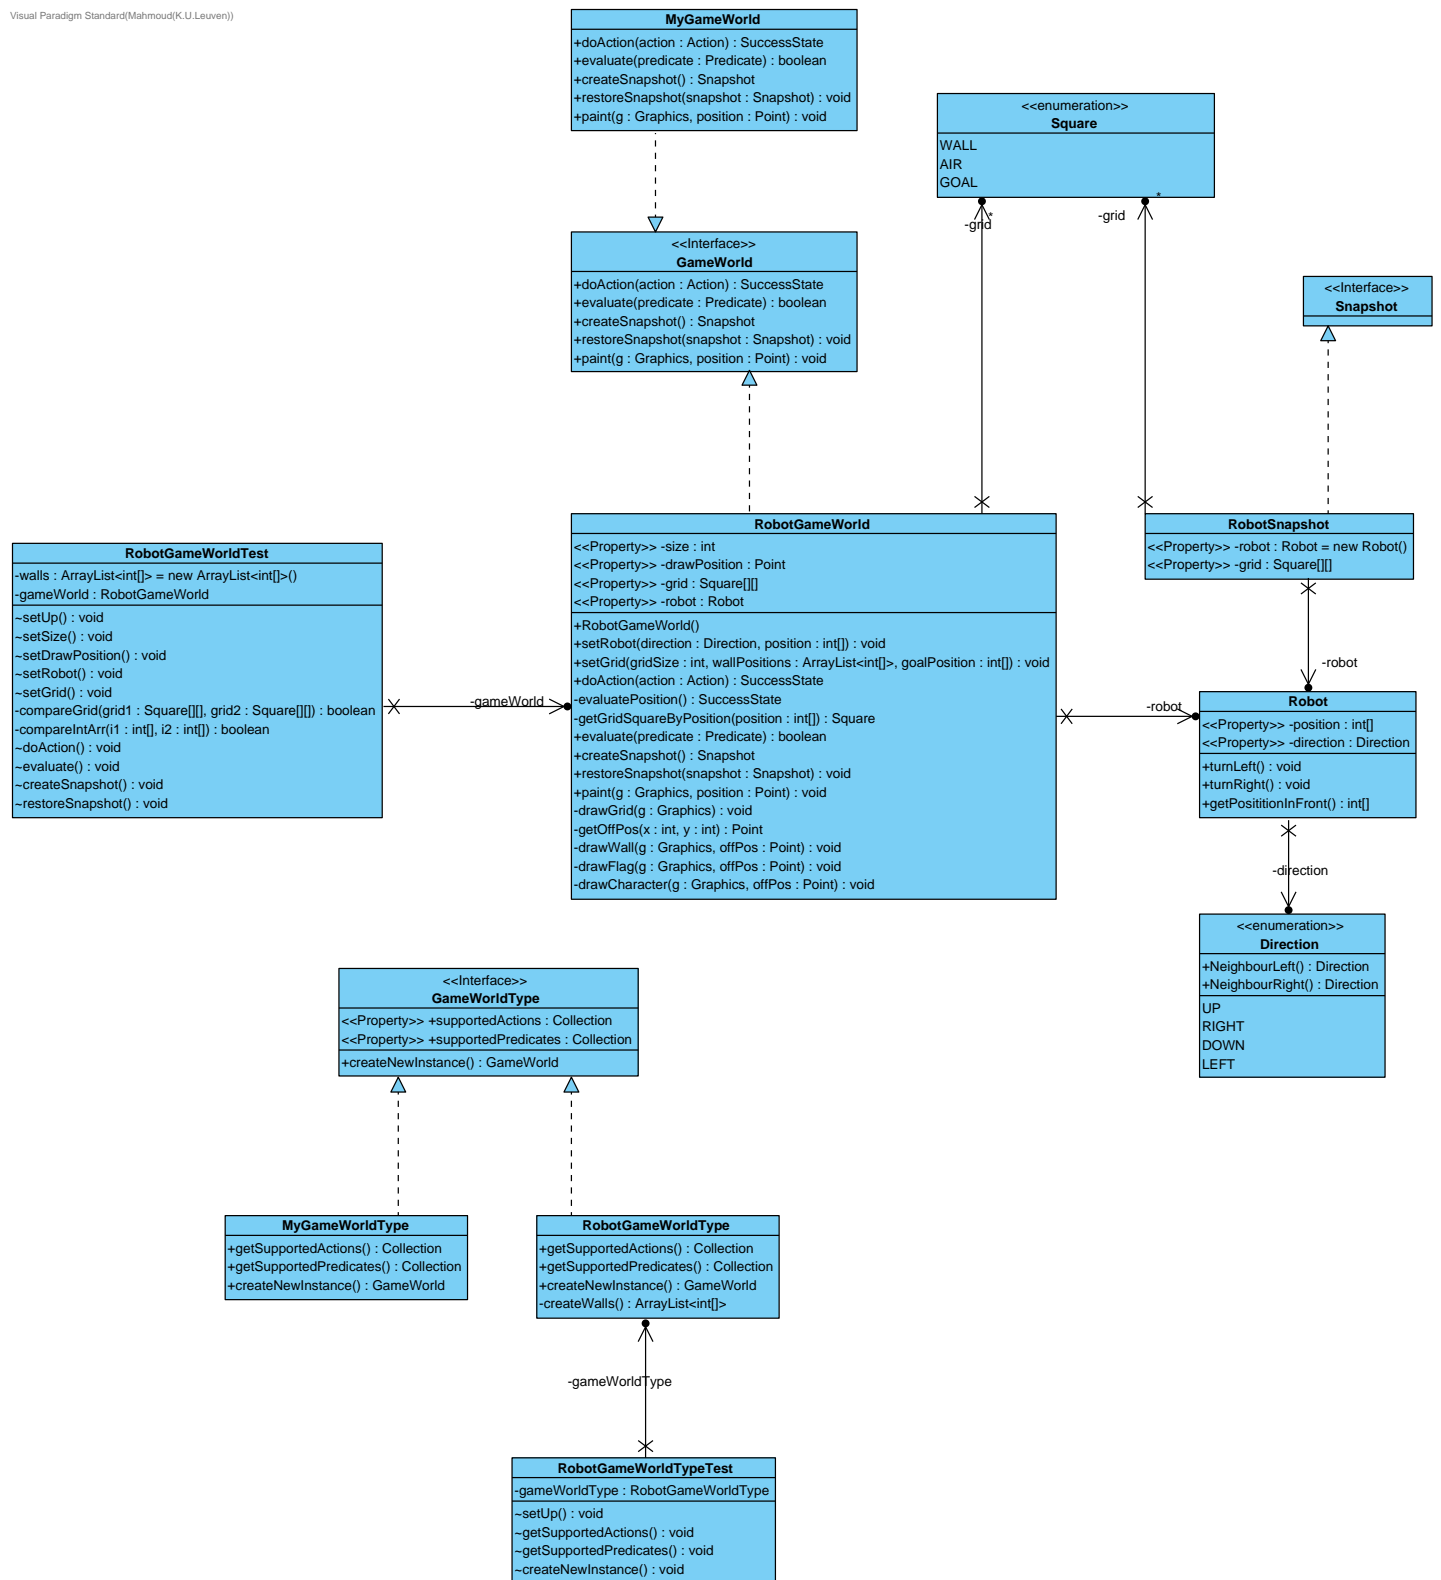 Visual Paradigm Standard(Mahmoud(K.U.Leuven))
MyGameWorld
+doAction(action : Action) : SuccessState
+evaluate(predicate : Predicate) : boolean
+createSnapshot() : Snapshot
+restoreSnapshot(snapshot : Snapshot) : void
+paint(g : Graphics, position : Point) : void
<<enumeration>>
Square
WALL
AIR
GOAL
*
-grid
*
-grid
<<Interface>>
GameWorld
+doAction(action : Action) : SuccessState
+evaluate(predicate : Predicate) : boolean
+createSnapshot() : Snapshot
+restoreSnapshot(snapshot : Snapshot) : void
+paint(g : Graphics, position : Point) : void
<<Interface>>
Snapshot
RobotGameWorldTest
-walls : ArrayList<int[]> = new ArrayList<int[]>()
-gameWorld : RobotGameWorld
~setUp() : void
~setSize() : void
~setDrawPosition() : void
~setRobot() : void
~setGrid() : void
-compareGrid(grid1 : Square[][], grid2 : Square[][]) : boolean
-compareIntArr(i1 : int[], i2 : int[]) : boolean
~doAction() : void
~evaluate() : void
~createSnapshot() : void
~restoreSnapshot() : void
-gameWorld
RobotGameWorld
<<Property>> -size : int
<<Property>> -drawPosition : Point
<<Property>> -grid : Square[][]
<<Property>> -robot : Robot
+RobotGameWorld()
+setRobot(direction : Direction, position : int[]) : void
+setGrid(gridSize : int, wallPositions : ArrayList<int[]>, goalPosition : int[]) : void
+doAction(action : Action) : SuccessState
-evaluatePosition() : SuccessState
-getGridSquareByPosition(position : int[]) : Square
+evaluate(predicate : Predicate) : boolean
+createSnapshot() : Snapshot
+restoreSnapshot(snapshot : Snapshot) : void
+paint(g : Graphics, position : Point) : void
-drawGrid(g : Graphics) : void
-getOffPos(x : int, y : int) : Point
-drawWall(g : Graphics, offPos : Point) : void
-drawFlag(g : Graphics, offPos : Point) : void
-drawCharacter(g : Graphics, offPos : Point) : void
RobotSnapshot
<<Property>> -robot : Robot = new Robot()
<<Property>> -grid : Square[][]
-robot
-robot
Robot
<<Property>> -position : int[]
<<Property>> -direction : Direction
+turnLeft() : void
+turnRight() : void
+getPosititionInFront() : int[]
-direction
<<enumeration>>
Direction
+NeighbourLeft() : Direction
+NeighbourRight() : Direction
UP
RIGHT
DOWN
LEFT
<<Interface>>
GameWorldType
<<Property>> +supportedActions : Collection
<<Property>> +supportedPredicates : Collection
+createNewInstance() : GameWorld
MyGameWorldType
+getSupportedActions() : Collection
+getSupportedPredicates() : Collection
+createNewInstance() : GameWorld
RobotGameWorldType
+getSupportedActions() : Collection
+getSupportedPredicates() : Collection
+createNewInstance() : GameWorld
-createWalls() : ArrayList<int[]>
-gameWorldType
RobotGameWorldTypeTest
-gameWorldType : RobotGameWorldType
~setUp() : void
~getSupportedActions() : void
~getSupportedPredicates() : void
~createNewInstance() : void